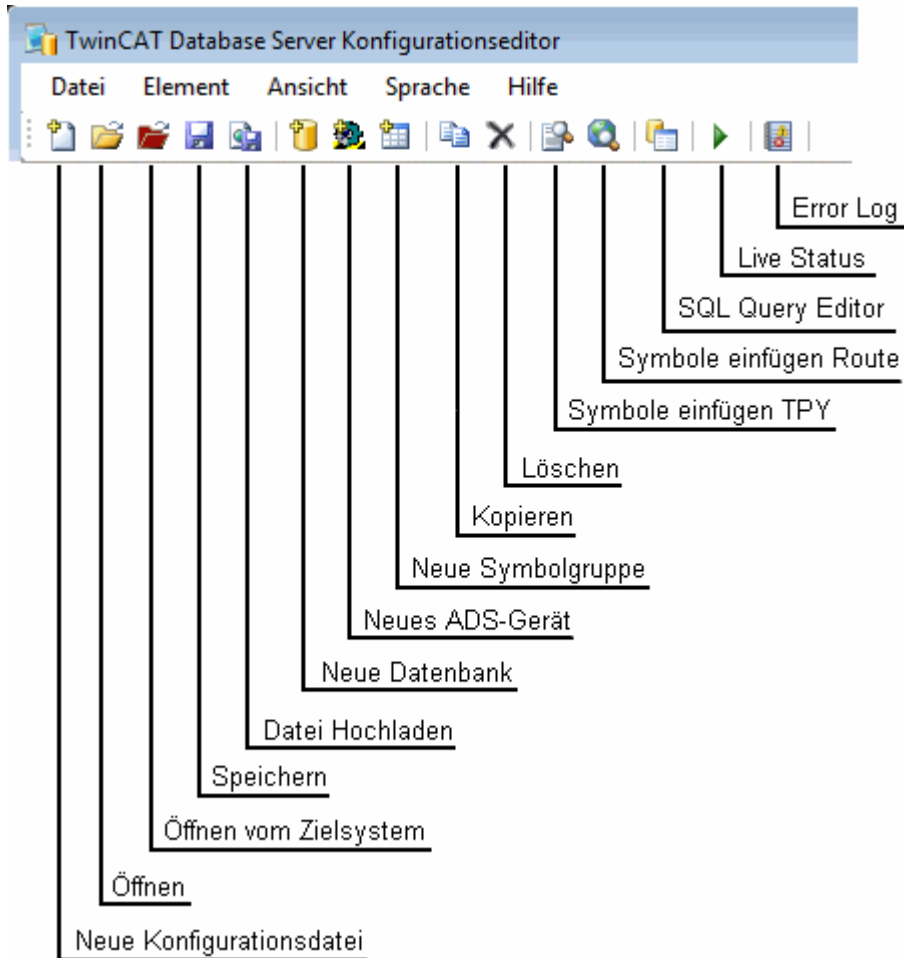 TwinCAT Database Server Konfigurationseditor
Datei Element Ansicht Sprache Hilfe
Error Log
Live Status
SQL Query Editor
Symbole einfügen Route
Symbole einfügen TPY
Löschen
Kopieren
Neue Symbolgruppe
Neues ADS-Gerät
Neue Datenbank
Datei Hochladen
Speichern
Öffnen vom Zielsystem
Öffnen
Neue Konfigurationsdatei